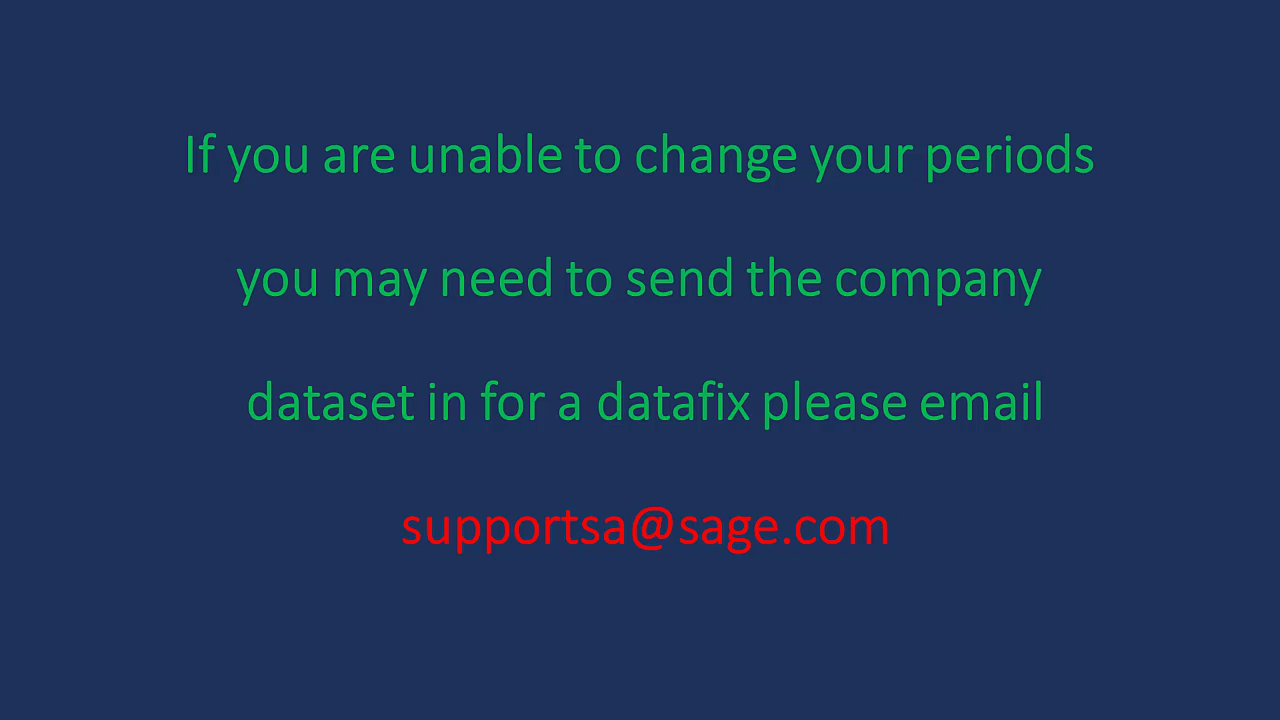 If you are unable to change your periods
you may need to send the company
dataset in for a datafix please email
supportsa@sage.com